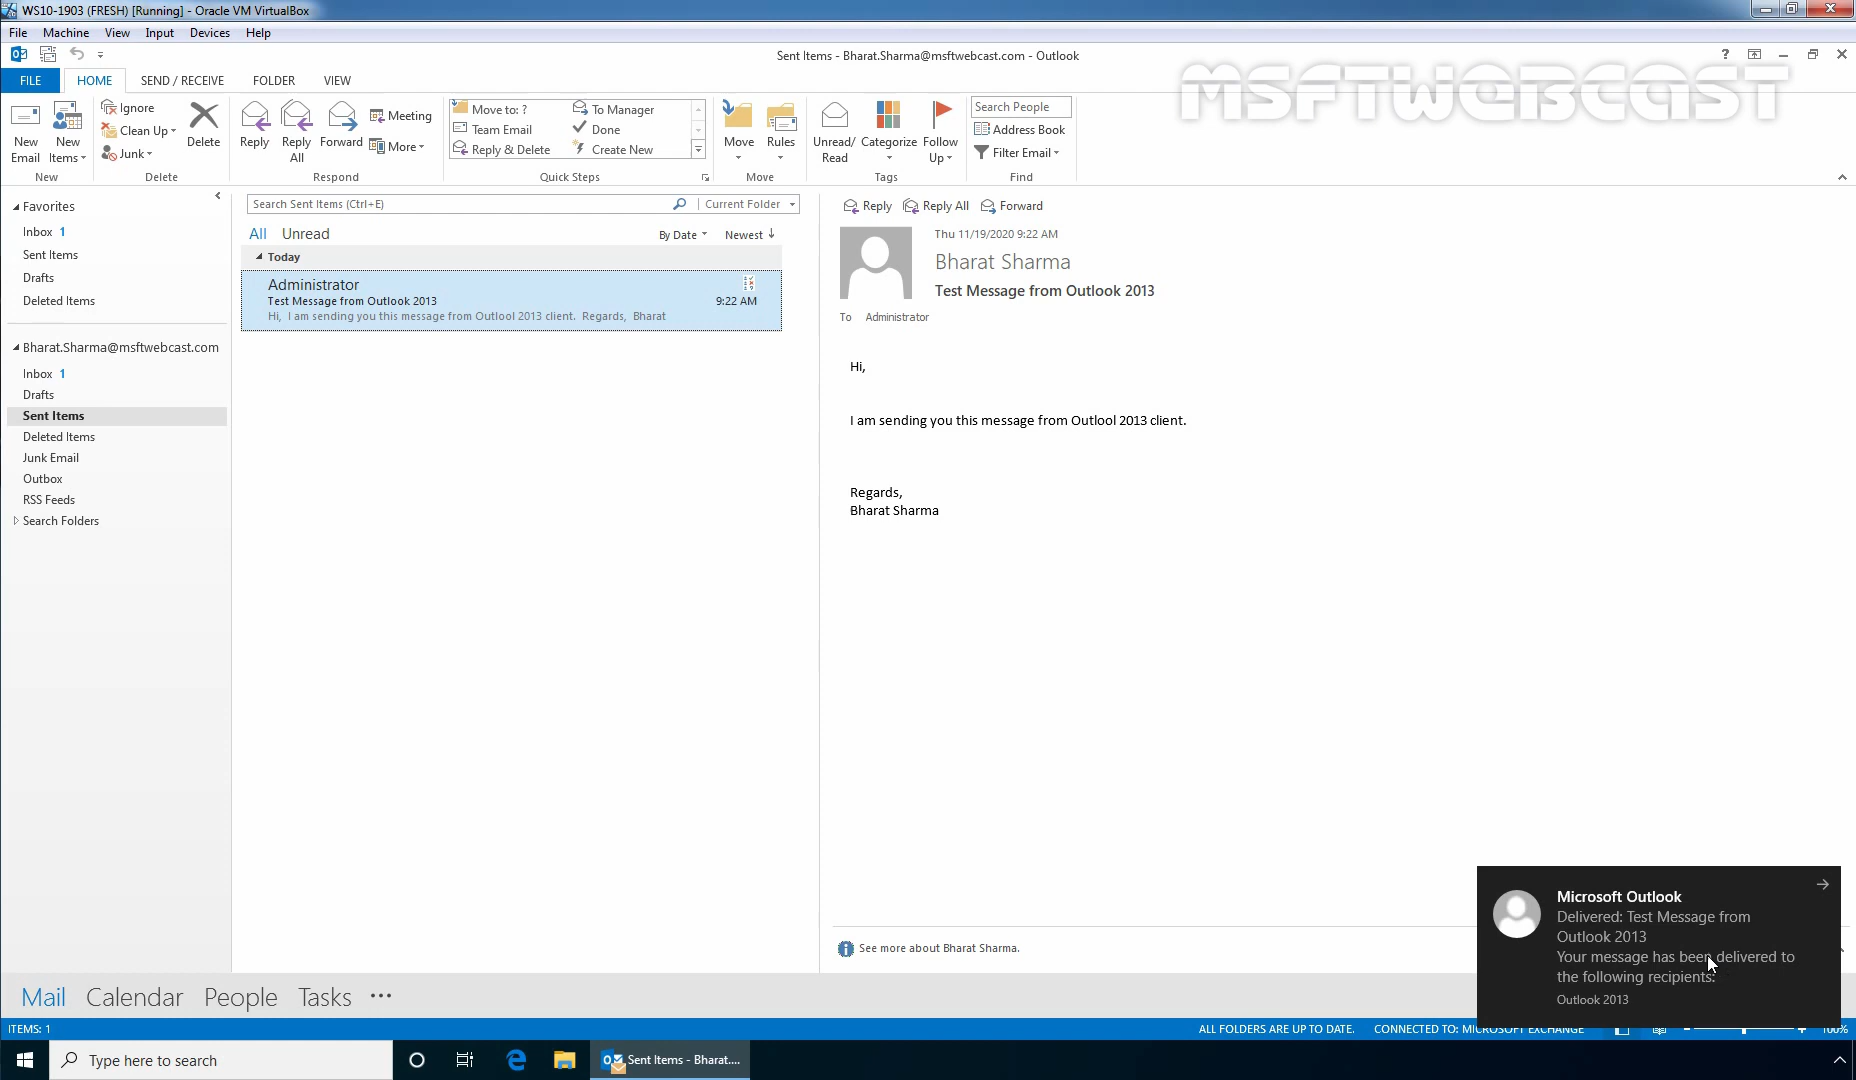 WS10-1903 (FRESH) [Running] - Oracle VM VirtualBox
File Machine View Input Devices Help
Sent Items - Bharat.Sharma@msftwebcast.com - Outlook
MSFTWEBCAST
FILE HOME SEND / RECEIVE FOLDER VIEW
New Email
New Items
New
Ignore
Clean Up
Junk
Delete
Delete
Reply
Reply All
Forward
Meeting
More
Respond
Move to: ?
Team Email
Reply & Delete
To Manager
Done
Create New
Quick Steps
Move
Rules
Move
Unread/ Read
Categorize
Follow Up
Tags
Search People
Address Book
Filter Email
Find
Favorites
Inbox 1
Sent Items
Drafts
Deleted Items
Bharat.Sharma@msftwebcast.com
Inbox 1
Drafts
Sent Items
Deleted Items
Junk Email
Outbox
RSS Feeds
Search Folders
Search Sent Items (Ctrl+E) Current Folder
All Unread By Date Newest
Today
Administrator
Test Message from Outlook 2013 9:22 AM
Hi, I am sending you this message from Outlool 2013 client. Regards, Bharat
Reply Reply All Forward
Thu 11/19/2020 9:22 AM
Bharat Sharma
Test Message from Outlook 2013
To Administrator
Hi,
I am sending you this message from Outlool 2013 client.
Regards,
Bharat Sharma
See more about Bharat Sharma.
Microsoft Outlook
Delivered: Test Message from
Outlook 2013
Your message has been delivered to
the following recipients:
Outlook 2013
Mail Calendar People Tasks
ITEMS: 1 ALL FOLDERS ARE UP TO DATE. CONNECTED TO: MICROSOFT EXCHANGE 100%
Type here to search Sent Items - Bharat....